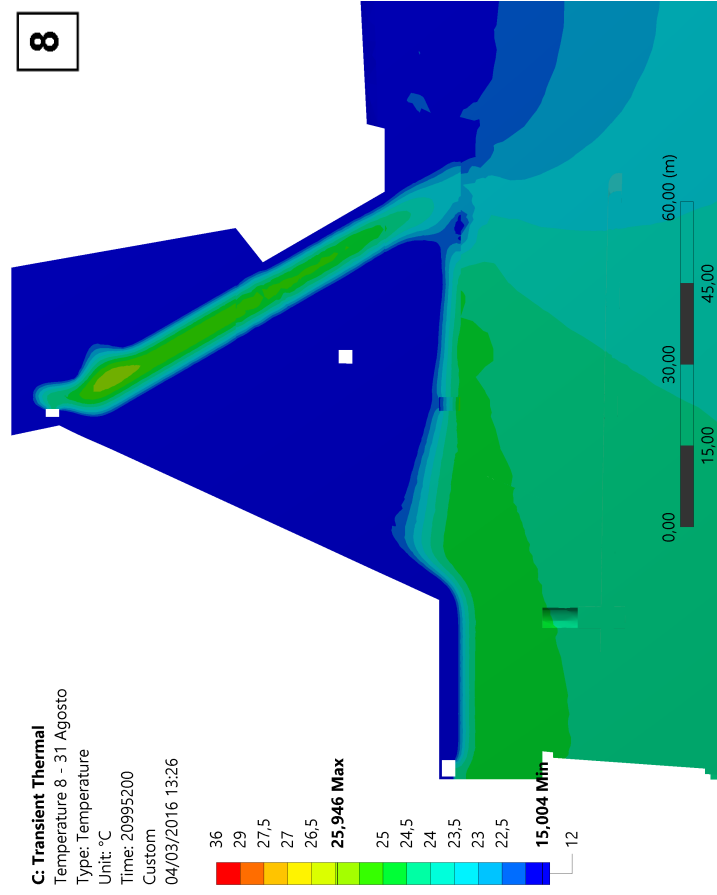 8
C: Transient Thermal
Temperature 8 - 31 Agosto
Type: Temperature
Unit: °C
Time: 20995200
Custom
04/03/2016 13:26
36
29
27,5
27
26,5
25,946 Max
25
24,5
24
23,5
23
22,5
15,004 Min
12
0,00
15,00
30,00
45,00
60,00 (m)